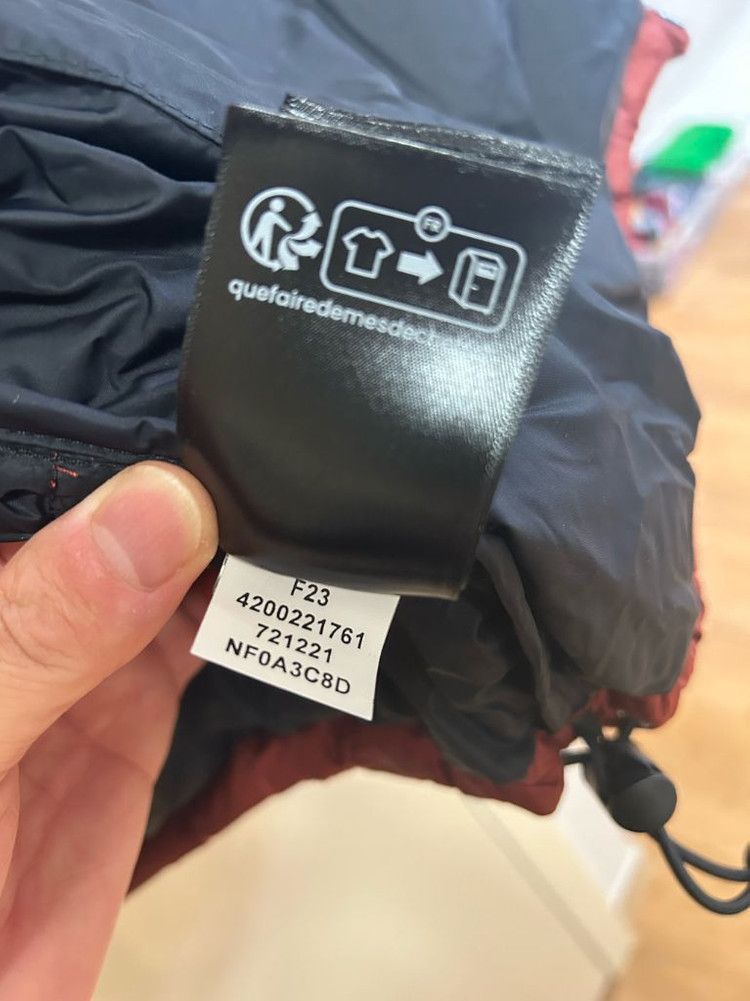 FR
quefairedemesdec
F23
4200221761
721221
NF0A3C8D